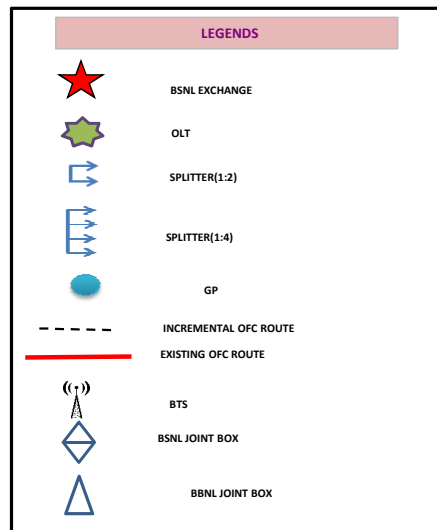 LEGENDS
BSNL EXCHANGE
OLT
SPLITTER(1:2)
SPLITTER(1:4)
GP
INCREMENTAL OFC ROUTE
EXISTING OFC ROUTE
BTS
BSNL JOINT BOX
BBNL JOINT BOX